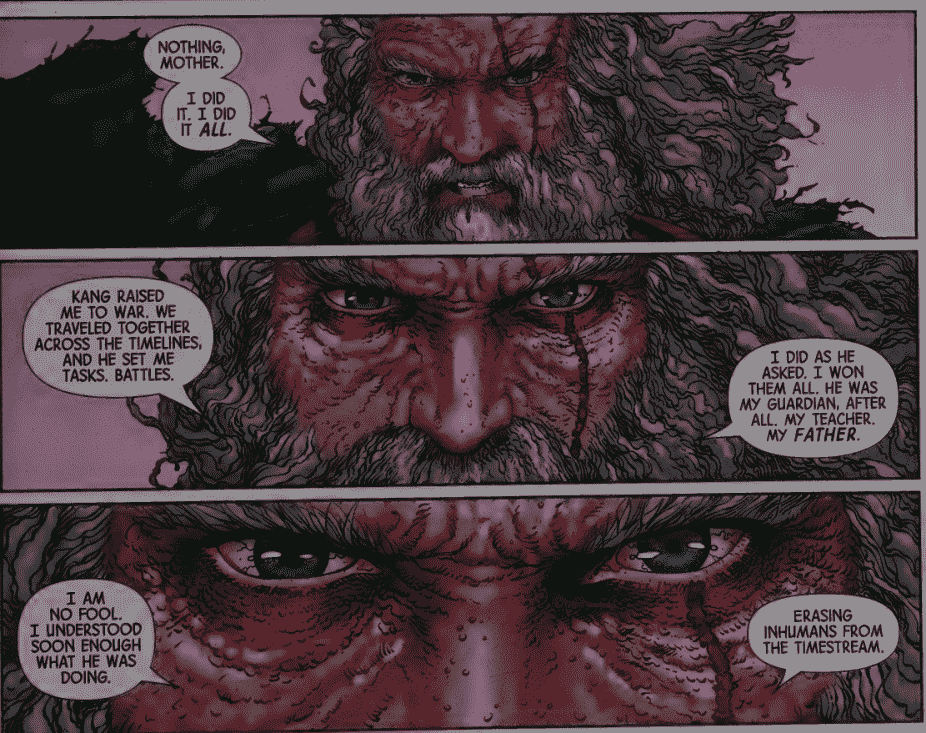 NOTHING,
MOTHER.
I DID
IT. I DID
IT ALL.
KANG RAISED
ME TO WAR. WE
TRAVELED TOGETHER
ACROSS THE TIMELINES,
AND HE SET ME
TASKS. BATTLES.
I DID AS HE
ASKED. I WON
THEM ALL. HE WAS
MY GUARDIAN, AFTER
ALL. MY TEACHER.
MY FATHER.
I AM
NO FOOL.
I UNDERSTOOD
SOON ENOUGH
WHAT HE WAS
DOING.
ERASING
INHUMANS FROM
THE TIMESTREAM.